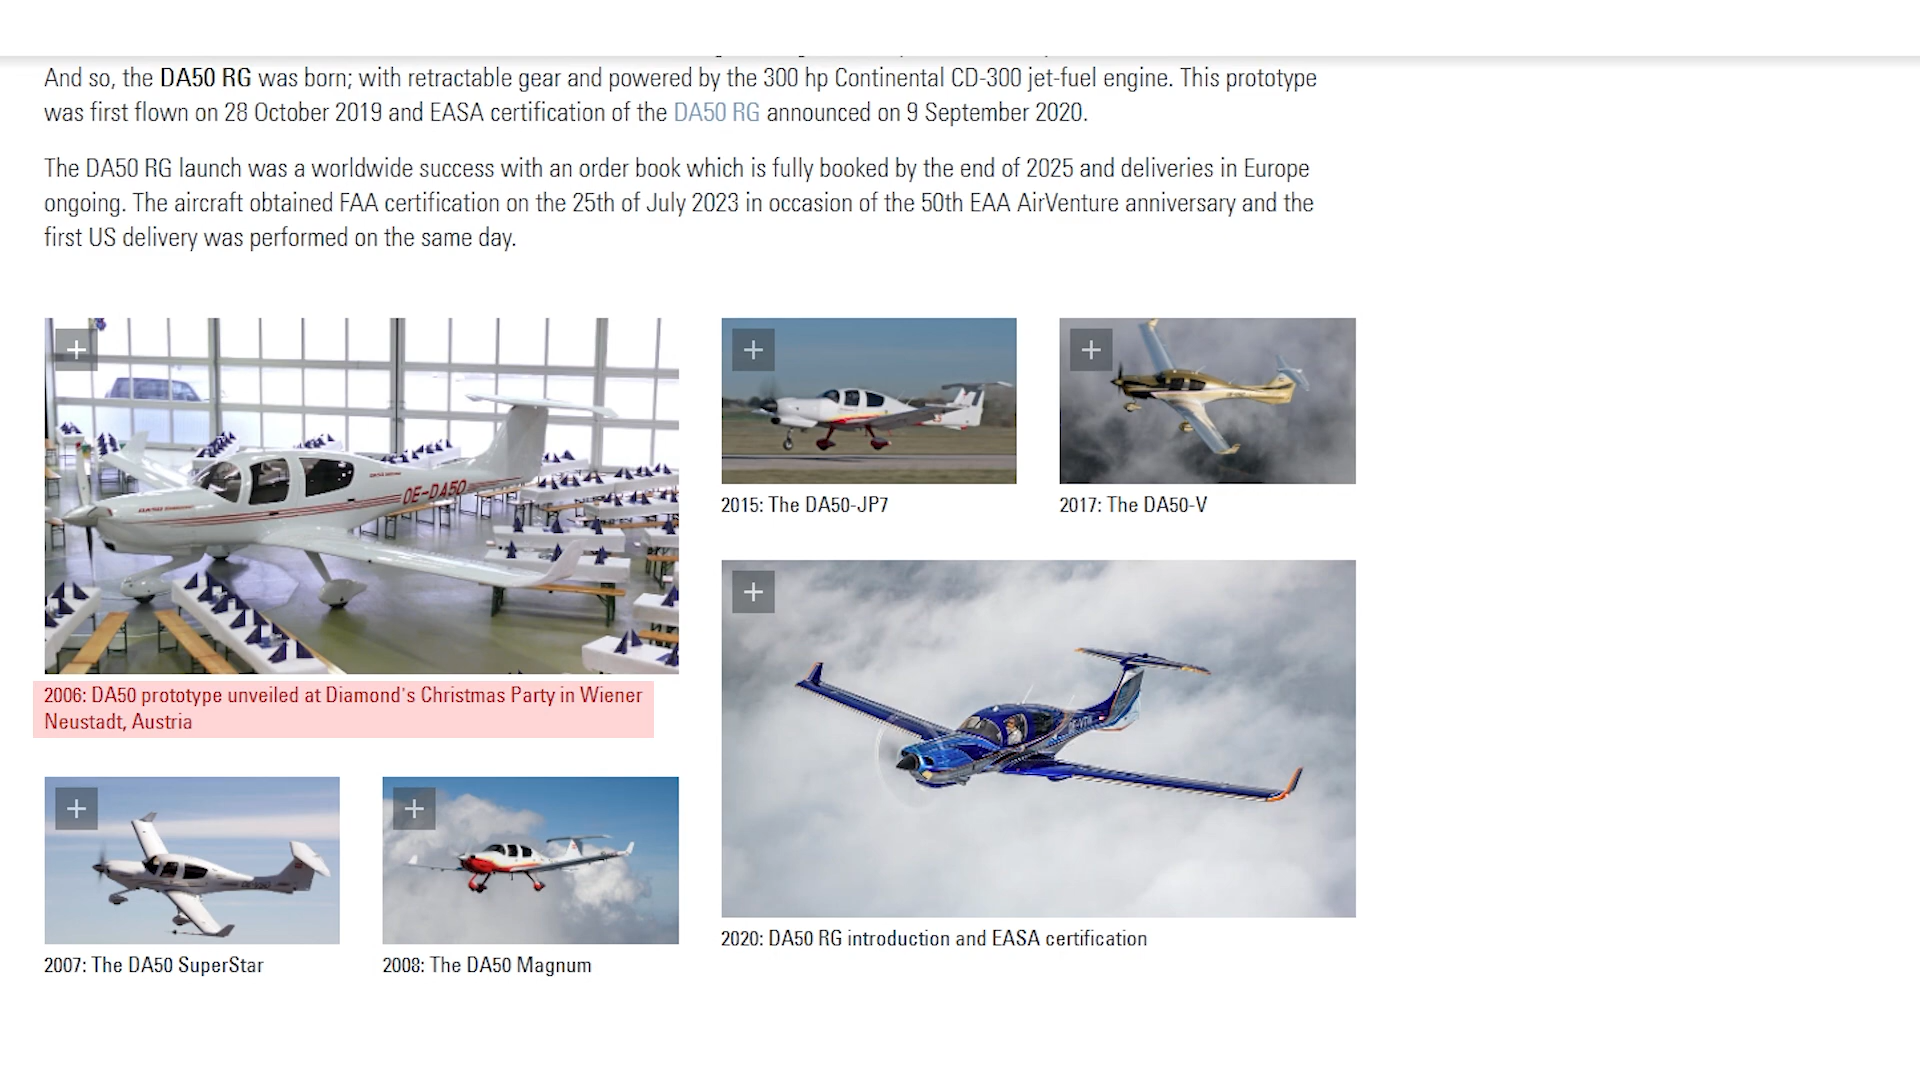 And so, the DA50 RG was born; with retractable gear and powered by the 300 hp Continental CD-300 jet-fuel engine. This prototype
was first flown on 28 October 2019 and EASA certification of the DA50 RG announced on 9 September 2020.
The DA50 RG launch was a worldwide success with an order book which is fully booked by the end of 2025 and deliveries in Europe
ongoing. The aircraft obtained FAA certification on the 25th of July 2023 in occasion of the 50th EAA AirVenture anniversary and the
first US delivery was performed on the same day.
OE-DA50
2006: DA50 prototype unveiled at Diamond's Christmas Party in Wiener
Neustadt, Austria
2015: The DA50-JP7
2017: The DA50-V
2007: The DA50 SuperStar
2008: The DA50 Magnum
2020: DA50 RG introduction and EASA certification